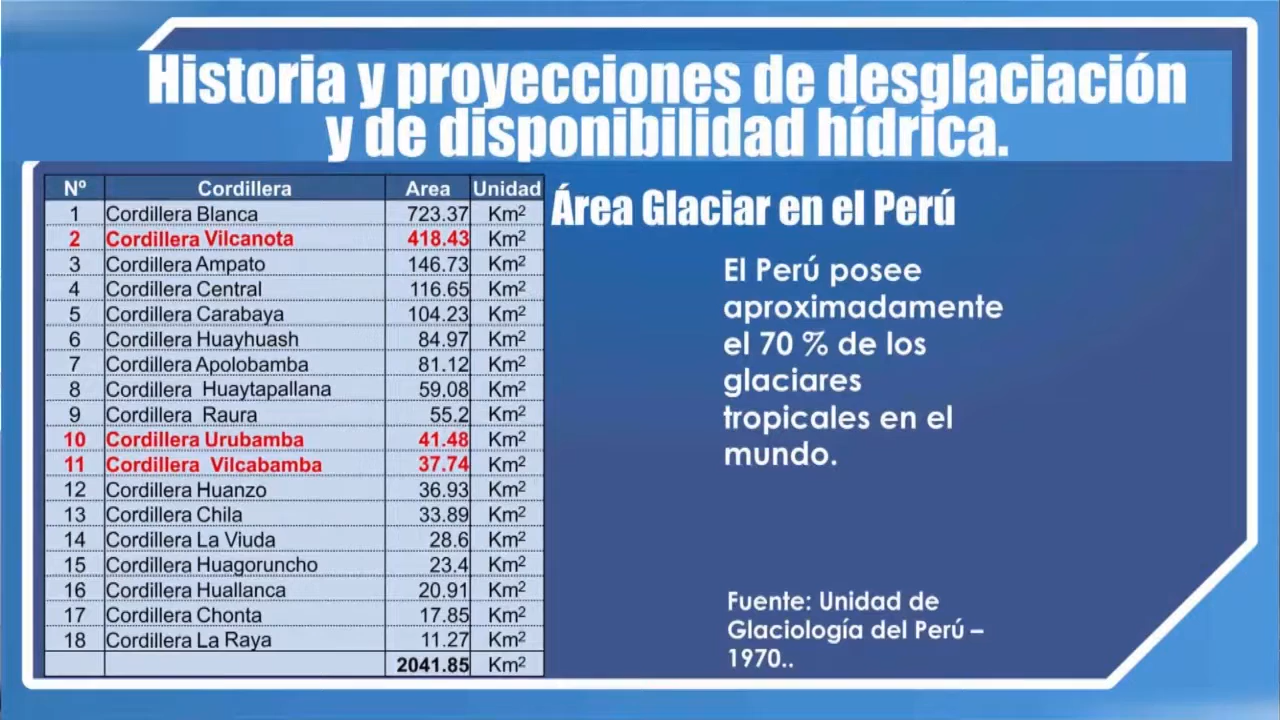 Historia y proyecciones de desglaciación
y de disponibilidad hídrica.
Nº Cordillera Area Unidad
1 Cordillera Blanca 723.37 Km²
2 Cordillera Vilcanota 418.43 Km²
3 Cordillera Ampato 146.73 Km²
4 Cordillera Central 116.65 Km²
5 Cordillera Carabaya 104.23 Km²
6 Cordillera Huayhuash 84.97 Km²
7 Cordillera Apolobamba 81.12 Km²
8 Cordillera Huaytapallana 59.08 Km²
9 Cordillera Raura 55.2 Km²
10 Cordillera Urubamba 41.48 Km²
11 Cordillera Vilcabamba 37.74 Km²
12 Cordillera Huanzo 36.93 Km²
13 Cordillera Chila 33.89 Km²
14 Cordillera La Viuda 28.6 Km²
15 Cordillera Huagoruncho 23.4 Km²
16 Cordillera Huallanca 20.91 Km²
17 Cordillera Chonta 17.85 Km²
18 Cordillera La Raya 11.27 Km²
2041.85 Km²
Área Glaciar en el Perú
El Perú posee
aproximadamente
el 70 % de los
glaciares
tropicales en el
mundo.
Fuente: Unidad de
Glaciología del Perú –
1970..